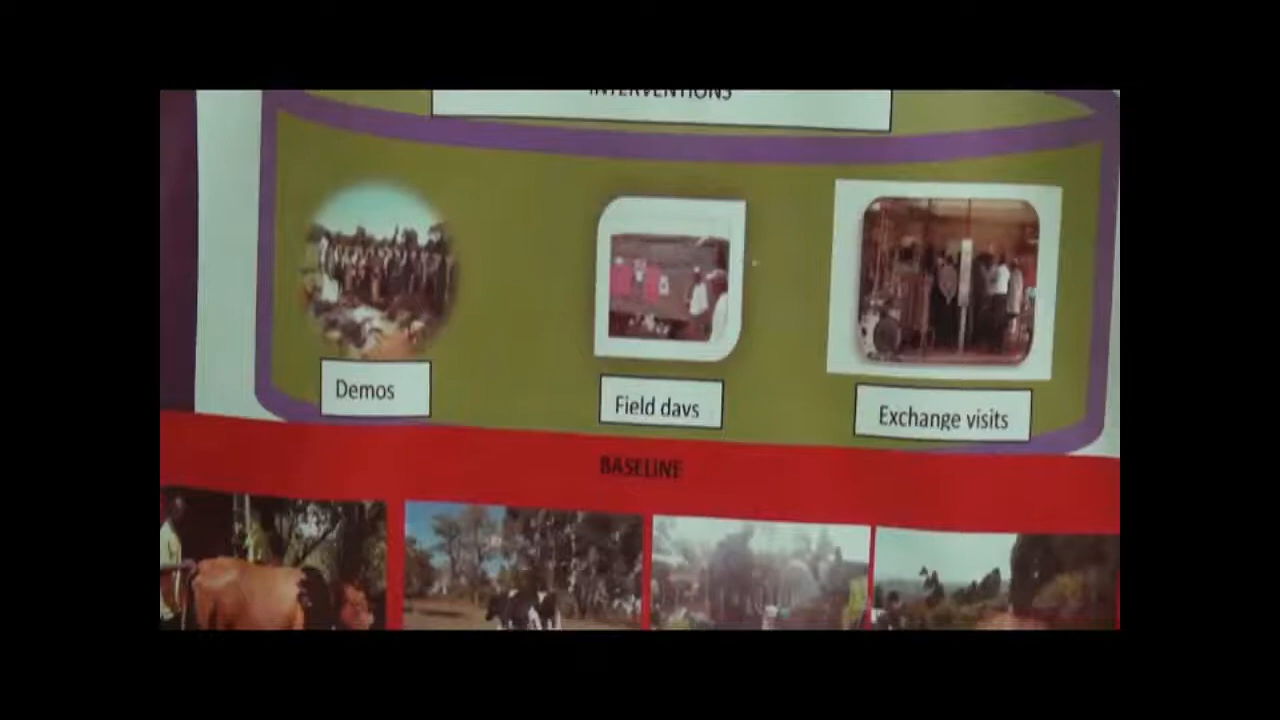 INTERVENTIONS
Demos
Field days
Exchange visits
BASELINE